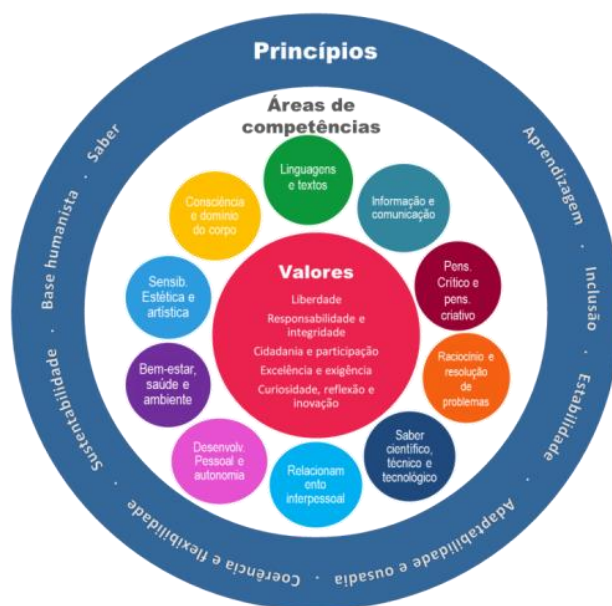 Princípios
Áreas de
competências
Linguagens
e textos
Informação e
comunicação
Pens.
Crítico e
pens.
criativo
Raciocínio e
resolução
de
problemas
Saber
científico,
técnico e
tecnológico
Relacionam
ento
interpessoal
Desenvolv.
Pessoal e
autonomia
Bem-estar,
saúde e
ambiente
Sensib.
Estética e
artística
Consciência
e domínio
do corpo
Valores
Liberdade
Responsabilidade e
integridade
Cidadania e participação
Excelência e exigência
Curiosidade, reflexão e
inovação
Aprendizagem · Inclusão · Estabilidade · Adaptabilidade e ousadia · Coerência e flexibilidade · Sustentabilidade · Base humanista · Saber